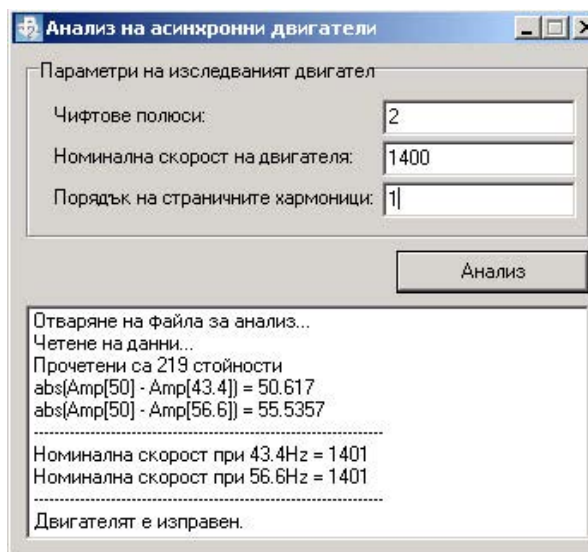 Анализ на асинхронни двигатели
Параметри на изследваният двигател
Чифтове полюси: 2
Номинална скорост на двигателя: 1400
Порядък на страничните хармоници: 1
Анализ
Отваряне на файла за анализ...
Четене на данни...
Прочетени са 219 стойности
abs(Amp[50] - Amp[43.4]) = 50.617
abs(Amp[50] - Amp[56.6]) = 55.5357
----------------------------------------------------------------------
Номинална скорост при 43.4Hz = 1401
Номинална скорост при 56.6Hz = 1401
----------------------------------------------------------------------
Двигателят е изправен.